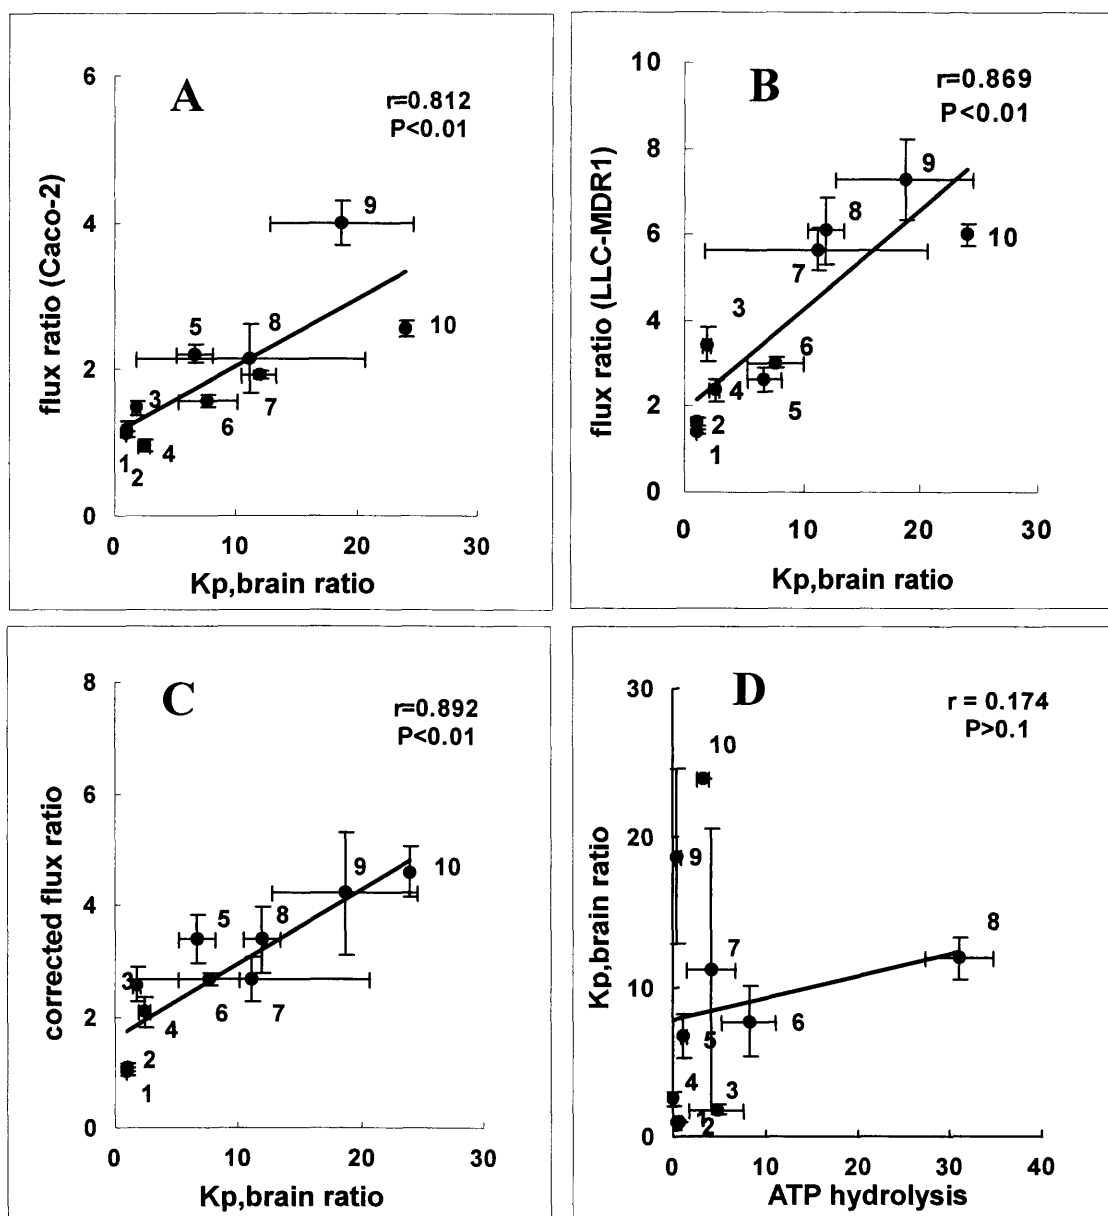 A
r=0.812
P<0.01
flux ratio (Caco-2)
6
4
2
0
9
10
8
5
7
6
3
4
1
2
0 10 20 30
Kp,brain ratio
B
r=0.869
P<0.01
flux ratio (LLC-MDR1)
10
8
6
4
2
0
9
8
10
7
3
6
4
5
2
1
0 10 20 30
Kp,brain ratio
C
r=0.892
P<0.01
corrected flux ratio
8
6
4
2
0
9 10
5 8
3
6 7
4
2
1
0 10 20 30
Kp,brain ratio
D
r = 0.174
P>0.1
Kp,brain ratio
30
20
10
0
10
9
8
7
6
5
4
3
1
2
0 10 20 30 40
ATP hydrolysis